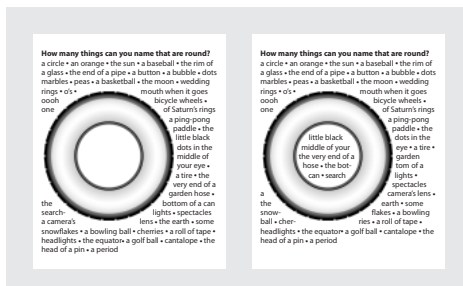 How many things can you name that are round?
a circle • an orange • the sun • a baseball • the rim of
a glass • the end of a pipe • a button • a bubble • dots
marbles • peas • a basketball • the moon • wedding
rings • o's • mouth when it goes
oooh bicycle wheels •
one of Saturn's rings
a ping-pong
paddle • the
little black
dots in the
middle of
your eye •
a tire • the
very end of a
garden hose •
the bottom of a can
search- lights • spectacles
a camera's lens • the earth • some
snowflakes • a bowling ball • cherries • a roll of tape •
headlights • the equator• a golf ball • cantalope • the
head of a pin • a period
How many things can you name that are round?
a circle • an orange • the sun • a baseball • the rim of
a glass • the end of a pipe • a button • a bubble • dots
marbles • peas • a basketball • the moon • wedding
rings • o's • mouth when it goes
oooh bicycle wheels •
one of Saturn's rings
a ping-pong
paddle • the
little black dots in the
middle of your eye • a tire •
the very end of a garden
hose • the bot- tom of a
can • search lights •
spectacles
a camera's lens •
the earth • some
snow- flakes • a bowling
ball • cher- ries • a roll of tape •
headlights • the equator• a golf ball • cantalope • the
head of a pin • a period